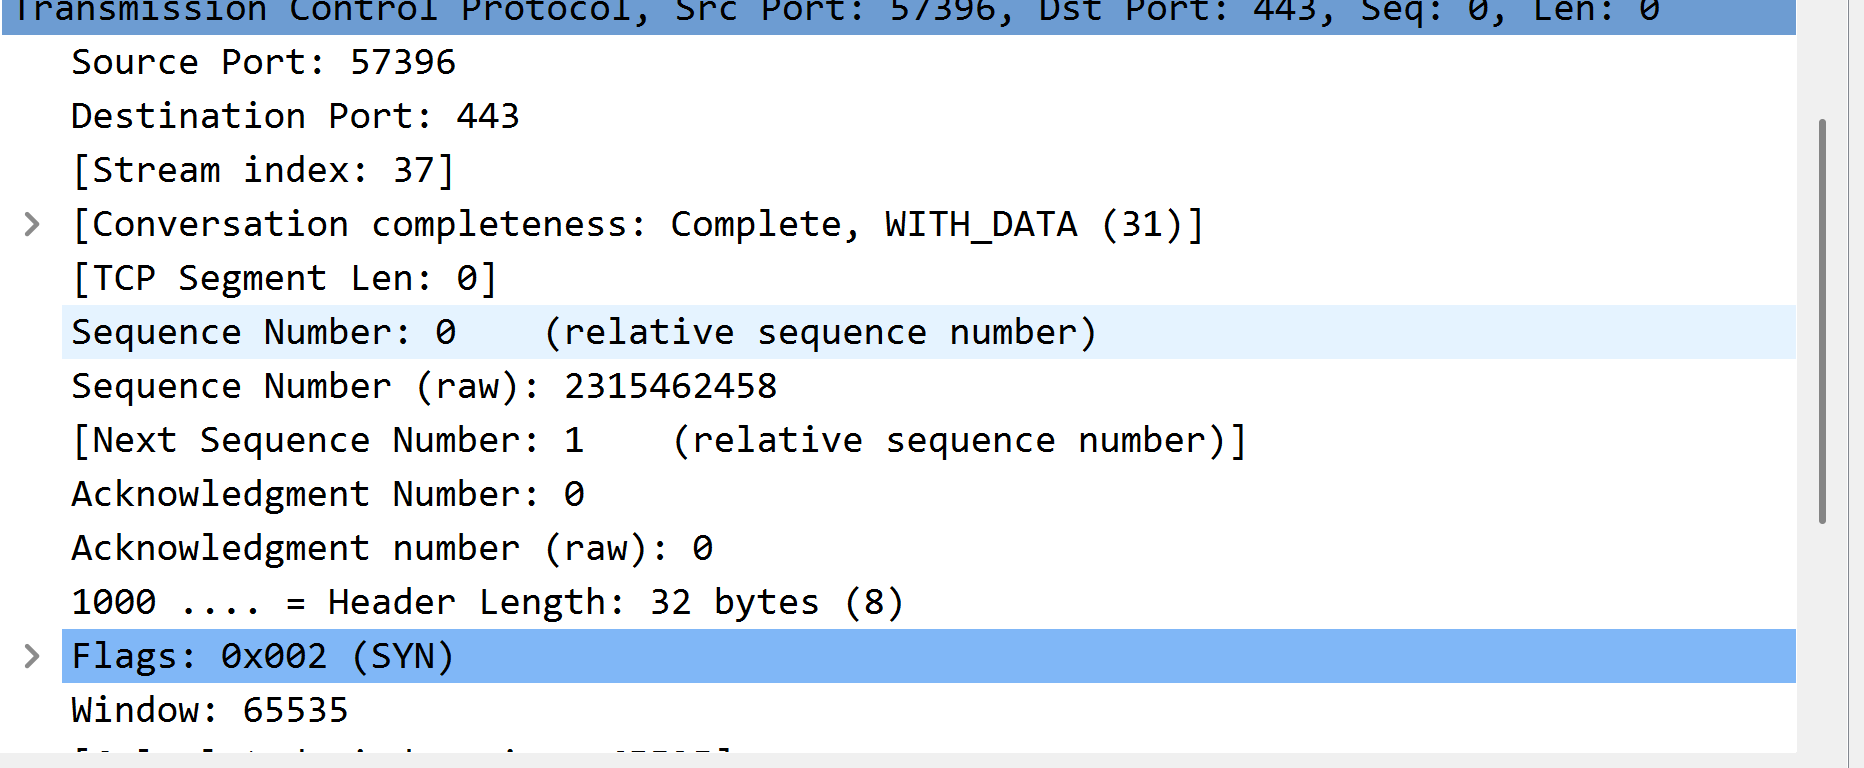 Transmission Control Protocol, Src Port: 57396, Dst Port: 443, Seq: 0, Len: 0
Source Port: 57396
Destination Port: 443
[Stream index: 37]
[Conversation completeness: Complete, WITH_DATA (31)]
[TCP Segment Len: 0]
Sequence Number: 0    (relative sequence number)
Sequence Number (raw): 2315462458
[Next Sequence Number: 1    (relative sequence number)]
Acknowledgment Number: 0
Acknowledgment number (raw): 0
1000 .... = Header Length: 32 bytes (8)
Flags: 0x002 (SYN)
Window: 65535